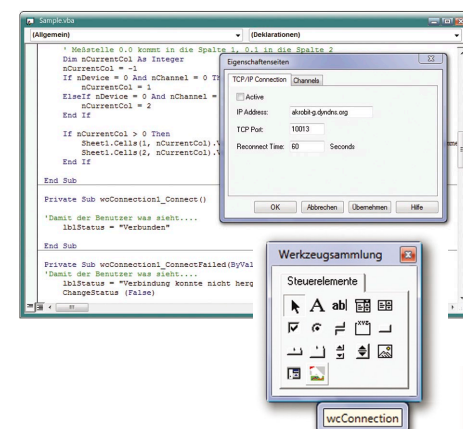 Sample.vba
(Allgemein)
(Deklarationen)
' Meßstelle 0.0 kommt in die Spalte 1, 0.1 in die Spalte 2
Dim nCurrentCol As Integer
nCurrentCol = -1
If nDevice = 0 And nChannel = 0 Th
nCurrentCol = 1
ElseIf nDevice = 0 And nChannel =
nCurrentCol = 2
End If
If nCurrentCol > 0 Then
Sheet1.Cells(1, nCurrentCol).V
Sheet1.Cells(2, nCurrentCol).V
End If
End Sub
Private Sub wcConnection1_Connect()
'Damit der Benutzer was sieht....
lblStatus = "Verbunden"
End Sub
Private Sub wcConnection1_ConnectFailed(ByVal
'Damit der Benutzer was sieht....
lblStatus = "Verbindung konnte nicht herg
ChangeStatus (False)
Eigenschaftenseiten
TCP/IP Connection Channels
Active
IP Address: akrobit-g.dyndns.org
TCP Port: 10013
Reconnect Time: 60 Seconds
OK Abbrechen Übernehmen Hilfe
Werkzeugsammlung
Steuerelemente
A ab|
XYZ
wcConnection